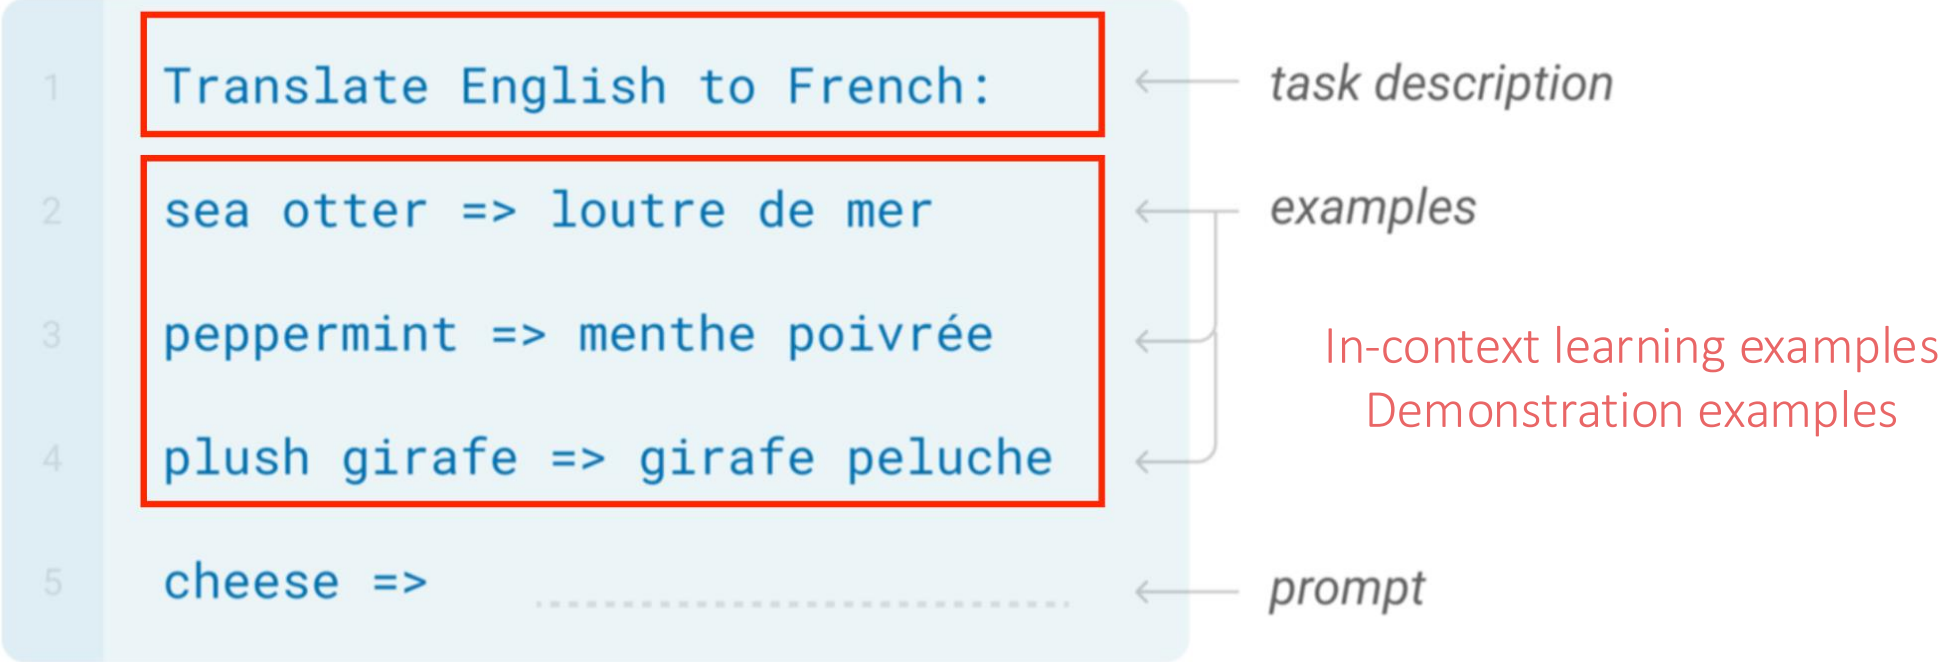 1 Translate English to French: task description
2 sea otter => loutre de mer examples
3 peppermint => menthe poivrée
In-context learning examples
Demonstration examples
4 plush girafe => girafe peluche
5 cheese => prompt